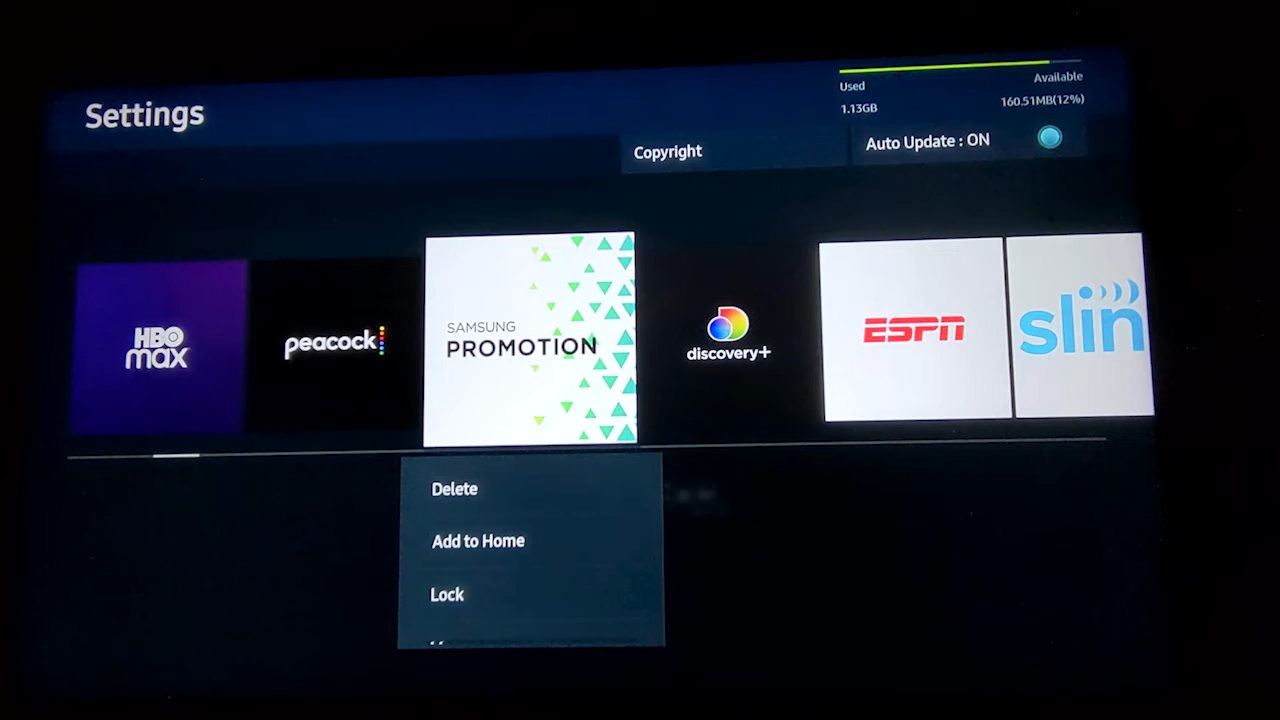 Settings
Used
Available
1.13GB
160.51MB(12%)
Copyright
Auto Update : ON
HBO
max
peacock
SAMSUNG
PROMOTION
discovery+
ESPN
slin
Delete
Add to Home
Lock